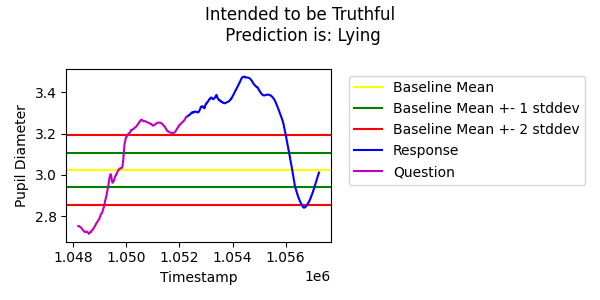 Intended to be Truthful
Prediction is: Lying
Pupil Diameter
3.4
3.2
3.0
2.8
1.048
1.050
1.052
1.054
1.056
1e6
Timestamp
Baseline Mean
Baseline Mean +- 1 stddev
Baseline Mean +- 2 stddev
Response
Question